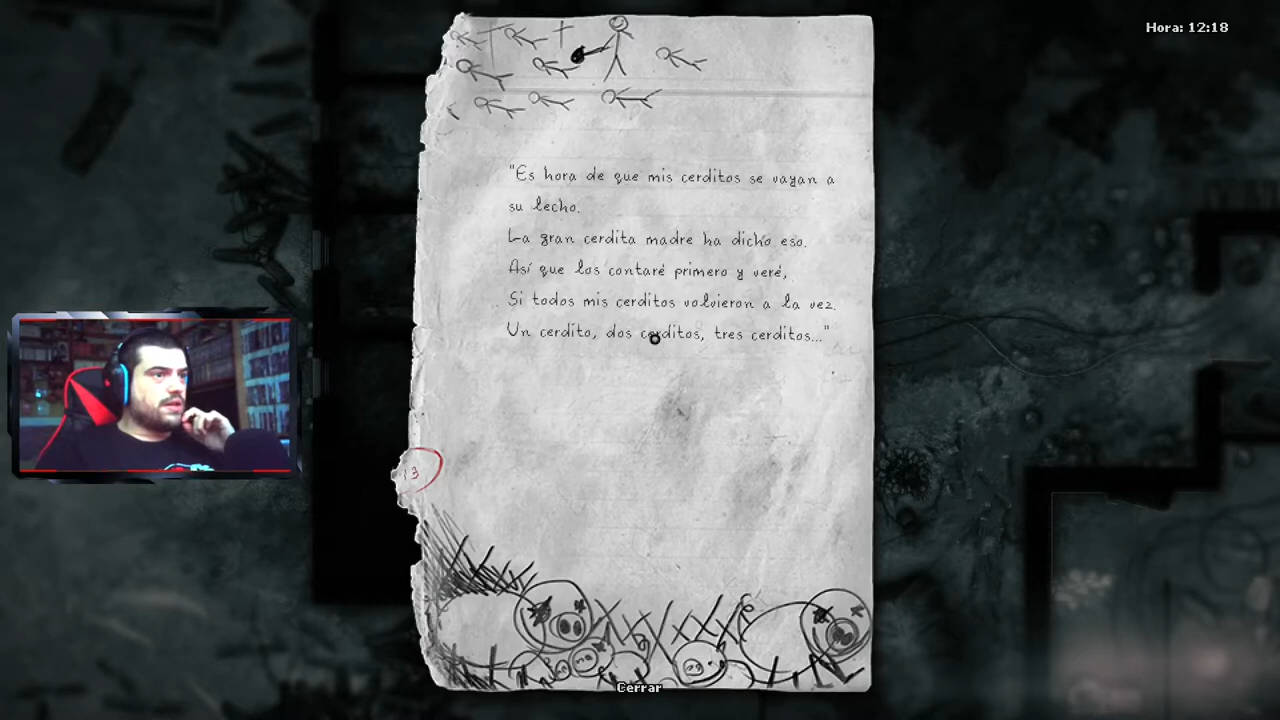 Hora: 12:18
"Es hora de que mis cerditos se vayan a
su lecho.
La gran cerdita madre ha dicho eso.
Así que los contaré primero y veré,
Si todos mis cerditos volvieron a la vez.
Un cerdito, dos cerditos, tres cerditos..."
13
Cerrar